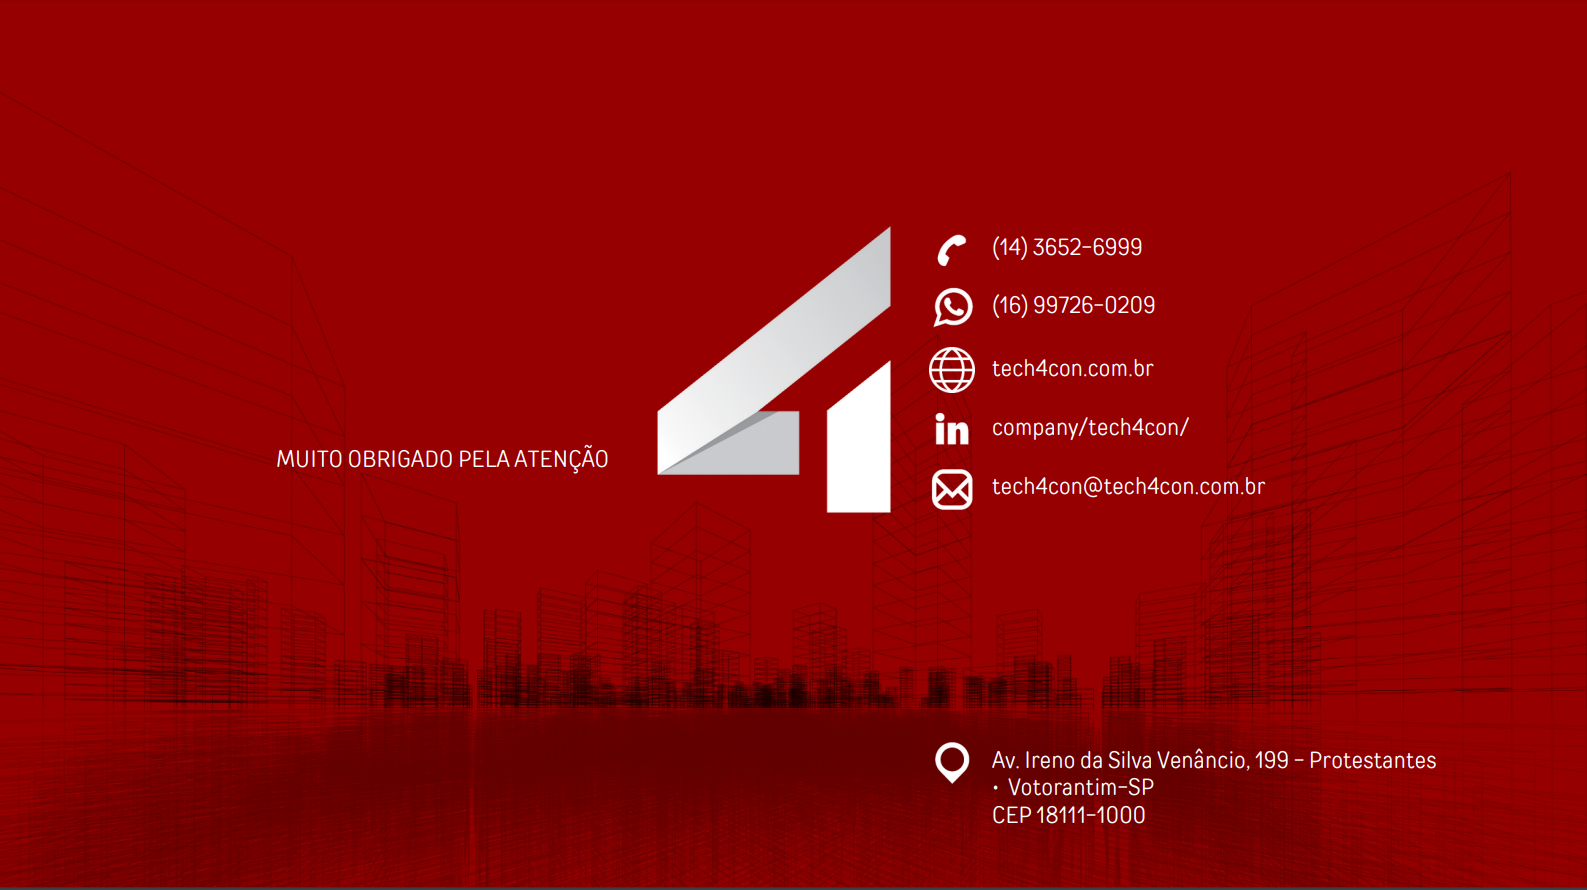 MUITO OBRIGADO PELA ATENÇÃO
(14) 3652-6999
(16) 99726-0209
tech4con.com.br
in company/tech4con/
tech4con@tech4con.com.br
Av. Ireno da Silva Venâncio, 199 - Protestantes
• Votorantim-SP
CEP 18111-1000